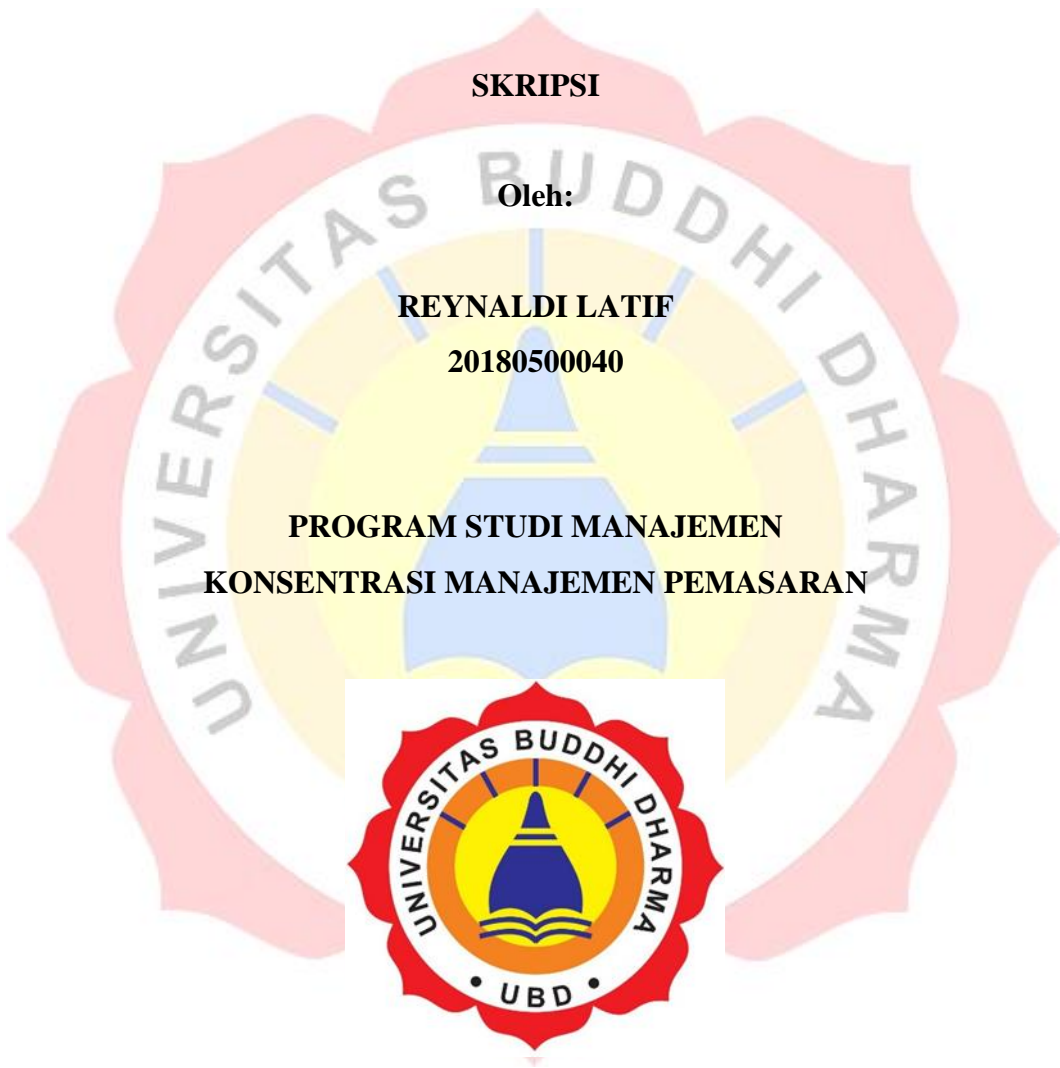 SKRIPSI
Oleh:
REYNALDI LATIF
20180500040
PROGRAM STUDI MANAJEMEN
KONSENTRASI MANAJEMEN PEMASARAN
UNIVERSITAS BUDDHI DHARMA
UNIVERSITAS BUDDHI DHARMA
• UBD •